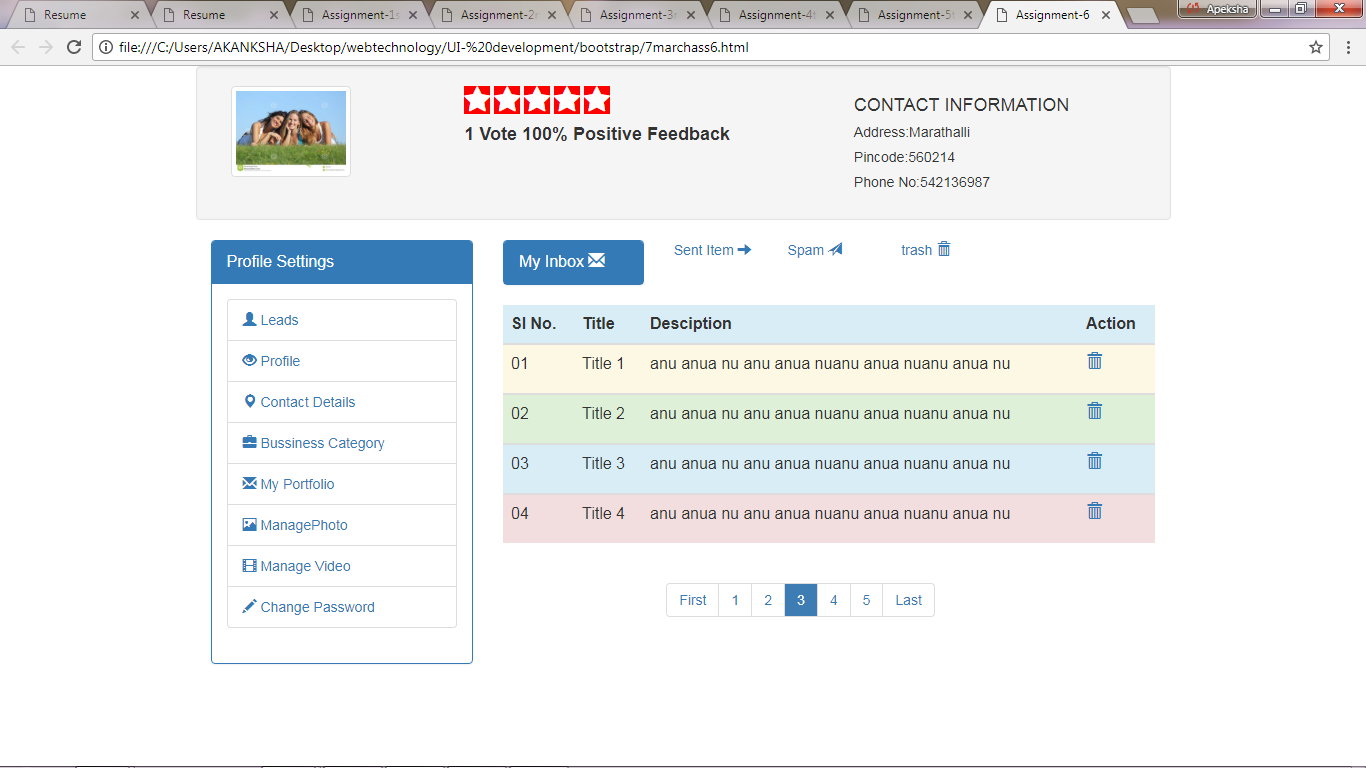 Resume
Resume
Assignment-1s
Assignment-2n
Assignment-3r
Assignment-4t
Assignment-5t
Assignment-6
Apeksha
file:///C:/Users/AKANKSHA/Desktop/webtechnology/UI-%20development/bootstrap/7marchass6.html
1 Vote 100% Positive Feedback
CONTACT INFORMATION
Address:Marathalli
Pincode:560214
Phone No:542136987
Profile Settings
Leads
Profile
Contact Details
Bussiness Category
My Portfolio
ManagePhoto
Manage Video
Change Password
My Inbox
Sent Item
Spam
trash
Sl No. Title Desciption Action
01 Title 1 anu anua nu anu anua nuanu anua nuanu anua nu
02 Title 2 anu anua nu anu anua nuanu anua nuanu anua nu
03 Title 3 anu anua nu anu anua nuanu anua nuanu anua nu
04 Title 4 anu anua nu anu anua nuanu anua nuanu anua nu
First 1 2 3 4 5 Last